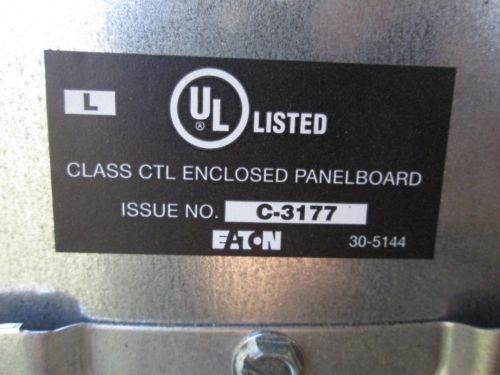 L
UL
®
LISTED
CLASS CTL ENCLOSED PANELBOARD
ISSUE NO. C-3177
EATON
30-5144